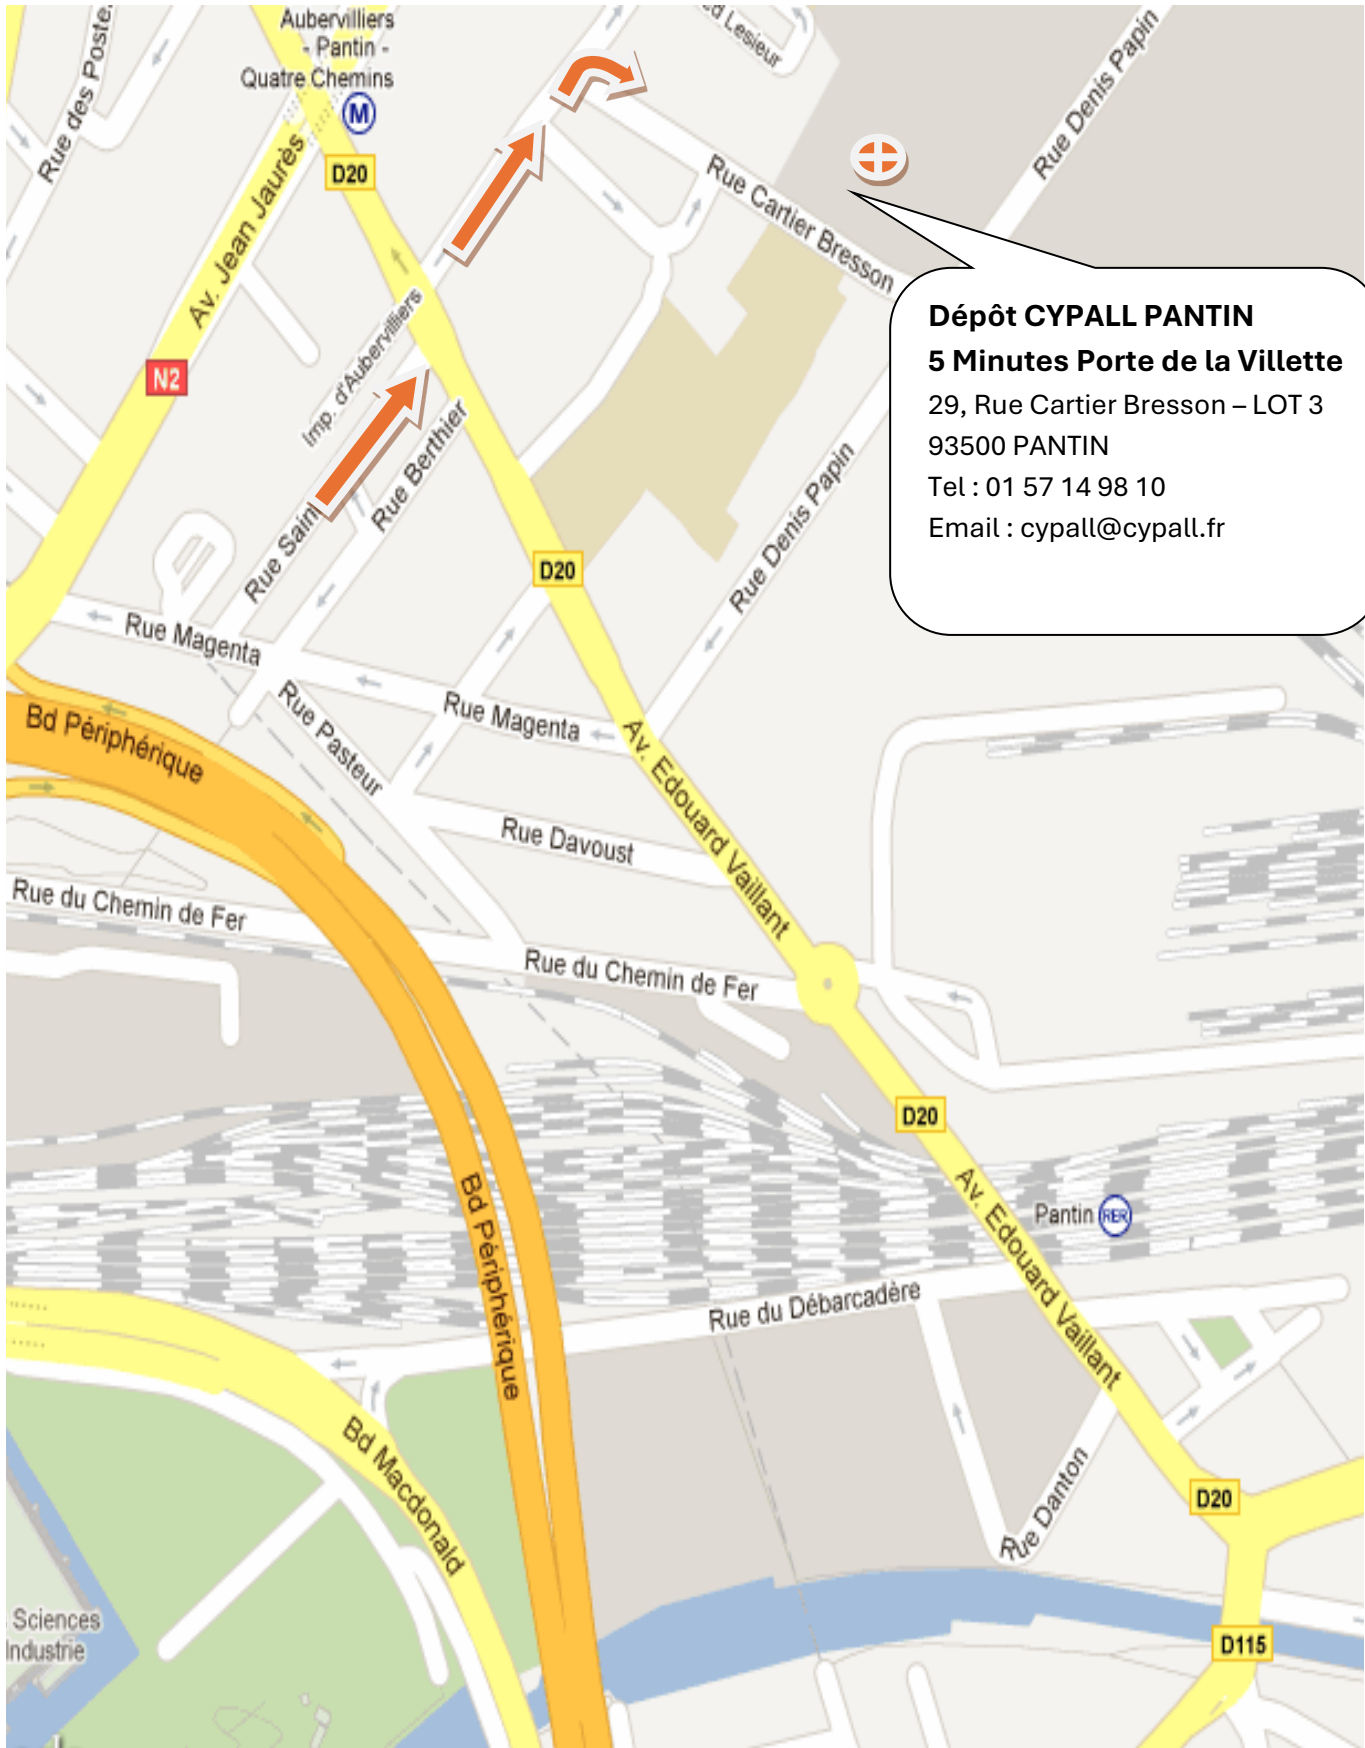 Aubervilliers
- Pantin -
Quatre Chemins
M
Rue des Poste
ed Lesieur
Rue Denis Papin
D20
Av. Jean Jaurès
Rue Cartier Bresson
N2
Imp. d'Aubervilliers
Rue Berthier
Rue Sain
Dépôt CYPALL PANTIN
5 Minutes Porte de la Villette
29, Rue Cartier Bresson – LOT 3
93500 PANTIN
Tel : 01 57 14 98 10
Email : cypall@cypall.fr
Rue Denis Papin
D20
Rue Magenta
Rue Magenta
Rue Pasteur
Bd Périphérique
Av. Edouard Vaillant
Rue Davoust
Rue du Chemin de Fer
Rue du Chemin de Fer
D20
Av. Edouard Vaillant
Pantin RER
Bd Périphérique
Rue du Débarcadère
Bd Macdonald
Rue Danton
D20
Sciences
Industrie
D115